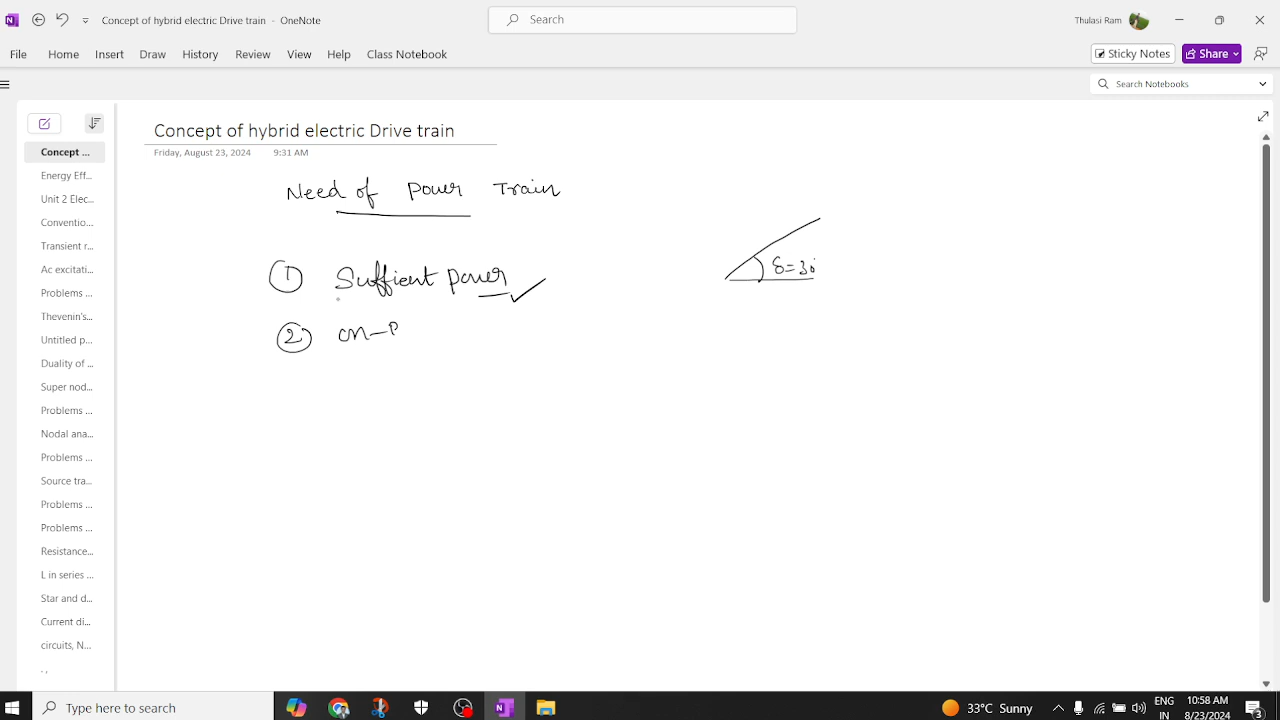 Concept of hybrid electric Drive train - OneNote
Search
Thulasi Ram
File Home Insert Draw History Review View Help Class Notebook
Sticky Notes Share
Search Notebooks
Concept of hybrid electric Drive train
Friday, August 23, 2024 9:31 AM
Concept ...
Energy Eff...
Unit 2 Elec...
Conventio...
Transient r...
Ac excitati...
Problems ...
Thevenin's...
Untitled p...
Duality of ...
Super nod...
Problems ...
Nodal ana...
Problems ...
Source tra...
Problems ...
Problems ...
Resistance...
L in series ...
Star and d...
Current di...
circuits, N...
Need of Power Train
① Suffient power
δ=30
② on-P
Type here to search
33°C Sunny
ENG
IN
10:58 AM
8/23/2024
3